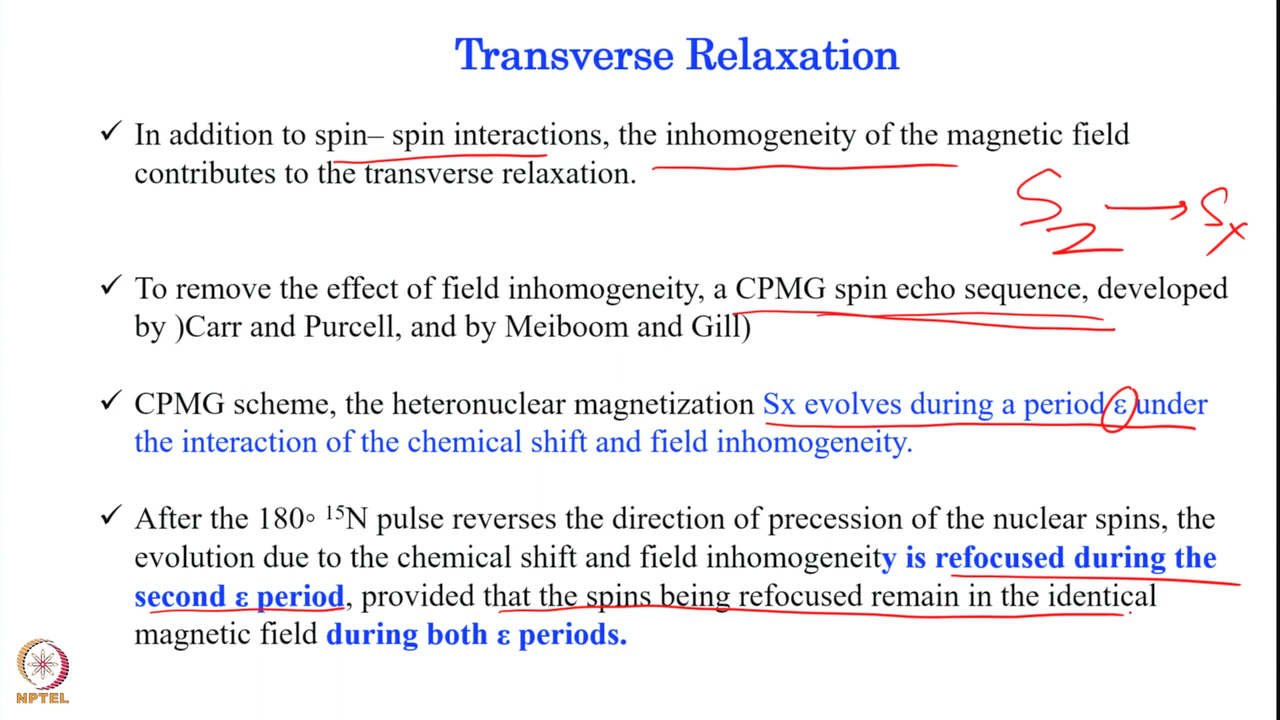 Transverse Relaxation
✓ In addition to spin– spin interactions, the inhomogeneity of the magnetic field
contributes to the transverse relaxation.
Sz → Sx
✓ To remove the effect of field inhomogeneity, a CPMG spin echo sequence, developed
by )Carr and Purcell, and by Meiboom and Gill)
✓ CPMG scheme, the heteronuclear magnetization Sx evolves during a period ε under
the interaction of the chemical shift and field inhomogeneity.
✓ After the 180° ¹⁵N pulse reverses the direction of precession of the nuclear spins, the
evolution due to the chemical shift and field inhomogeneity is refocused during the
second ε period, provided that the spins being refocused remain in the identical
magnetic field during both ε periods.
NPTEL